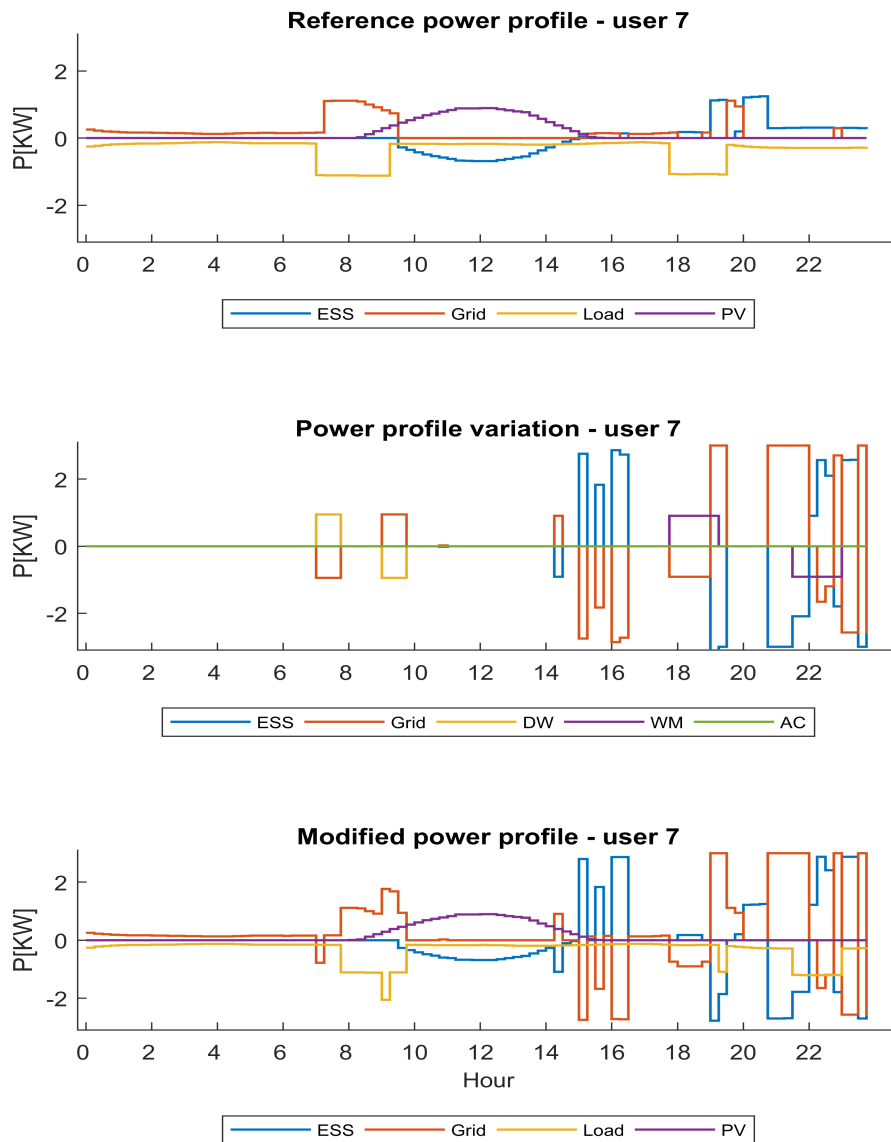 Reference power profile - user 7
P[KW]
2
0
-2
0 2 4 6 8 10 12 14 16 18 20 22
ESS Grid Load PV
Power profile variation - user 7
P[KW]
2
0
-2
0 2 4 6 8 10 12 14 16 18 20 22
ESS Grid DW WM AC
Modified power profile - user 7
P[KW]
2
0
-2
0 2 4 6 8 10 12 14 16 18 20 22
Hour
ESS Grid Load PV